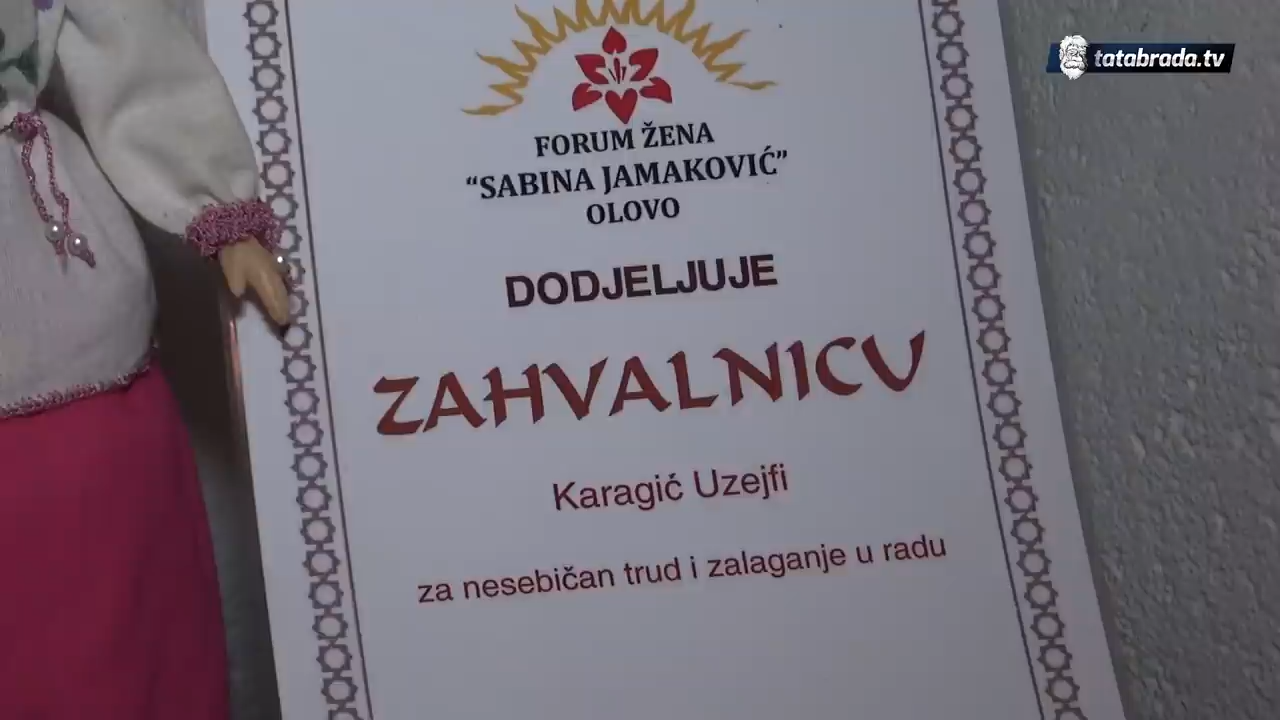 tatabrada.tv
FORUM ŽENA
“SABINA JAMAKOVIĆ”
OLOVO
DODJELJUJE
ZAHVALNICU
Karagić Uzejfi
za nesebičan trud i zalaganje u radu